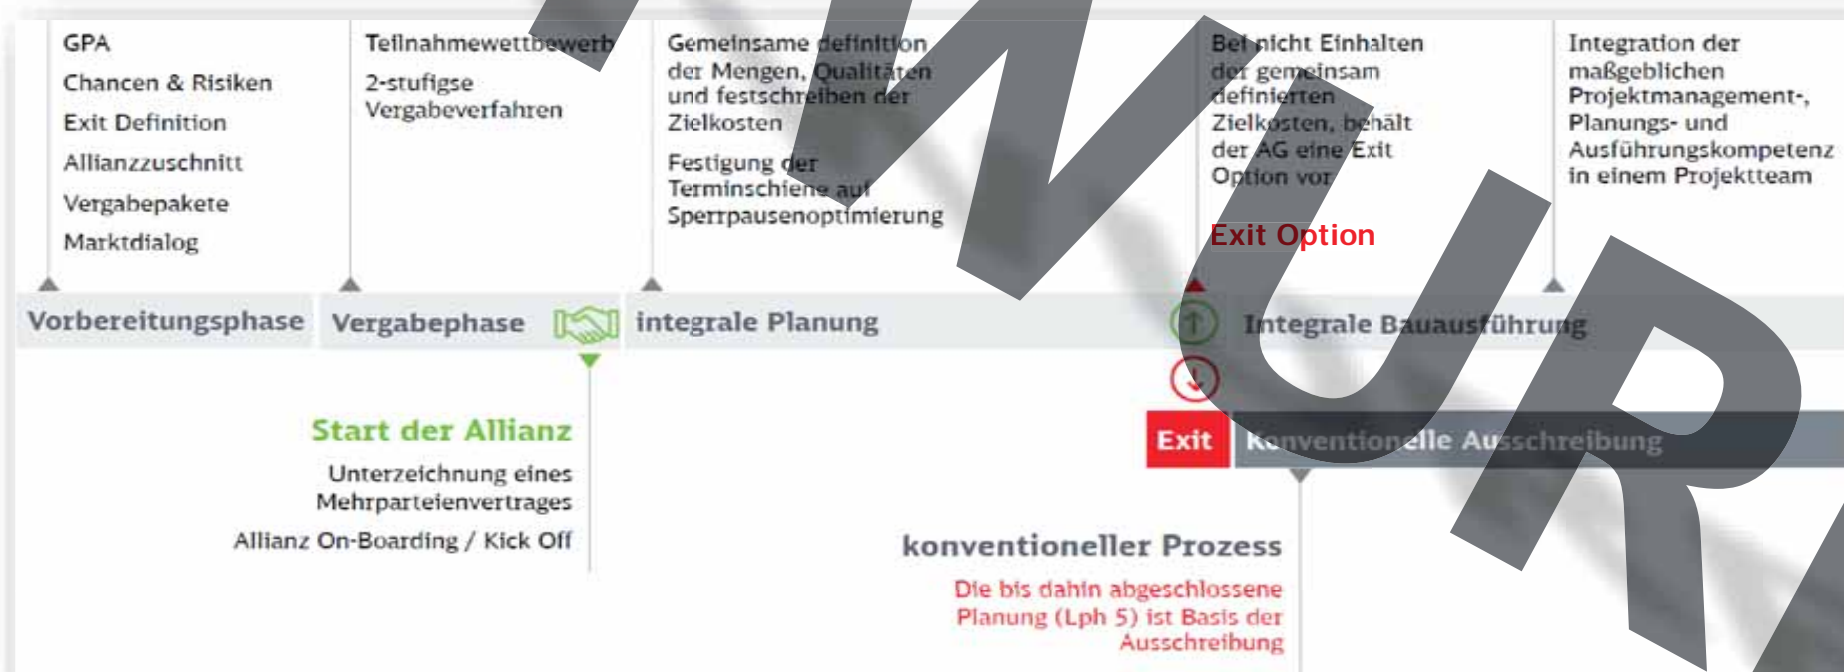 GPA
Chancen & Risiken
Exit Definition
Allianzzuschnitt
Vergabepakete
Marktdialog
Teilnahmewettbewerb
2-stufigse
Vergabeverfahren
Gemeinsame definition
der Mengen, Qualitäten
und festschreiben der
Zielkosten
Festigung der
Terminschiene auf
Sperrpausenoptimierung
Bei nicht Einhalten
der gemeinsam
definierten
Zielkosten, behält
der AG eine Exit
Option vor
Exit Option
Integration der
maßgeblichen
Projektmanagement-,
Planungs- und
Ausführungskompetenz
in einem Projektteam
Vorbereitungsphase
Vergabephase
integrale Planung
Integrale Bauausführung
Start der Allianz
Unterzeichnung eines
Mehrparteienvertrages
Allianz On-Boarding / Kick Off
Exit
Konventionelle Ausschreibung
konventioneller Prozess
Die bis dahin abgeschlossene
Planung (Lph 5) ist Basis der
Ausschreibung
WUR